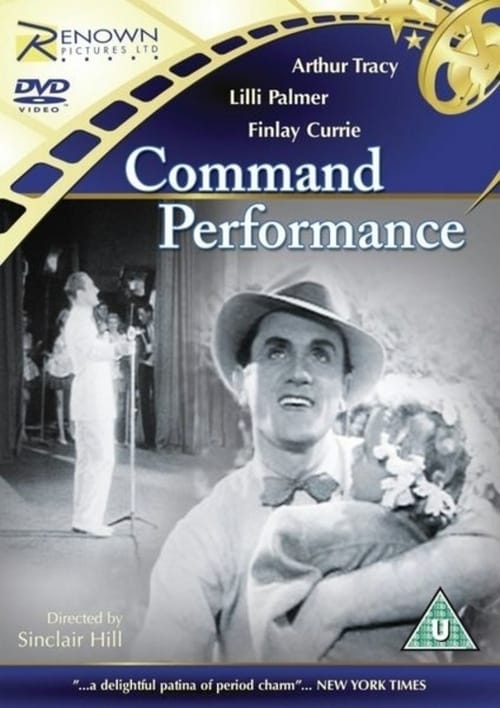 RENOWN
PICTURES LTD
DVD
VIDEO
Arthur Tracy
Lilli Palmer
Finlay Currie
Command
Performance
Directed by
Sinclair Hill
U
"...a delightful patina of period charm"... NEW YORK TIMES